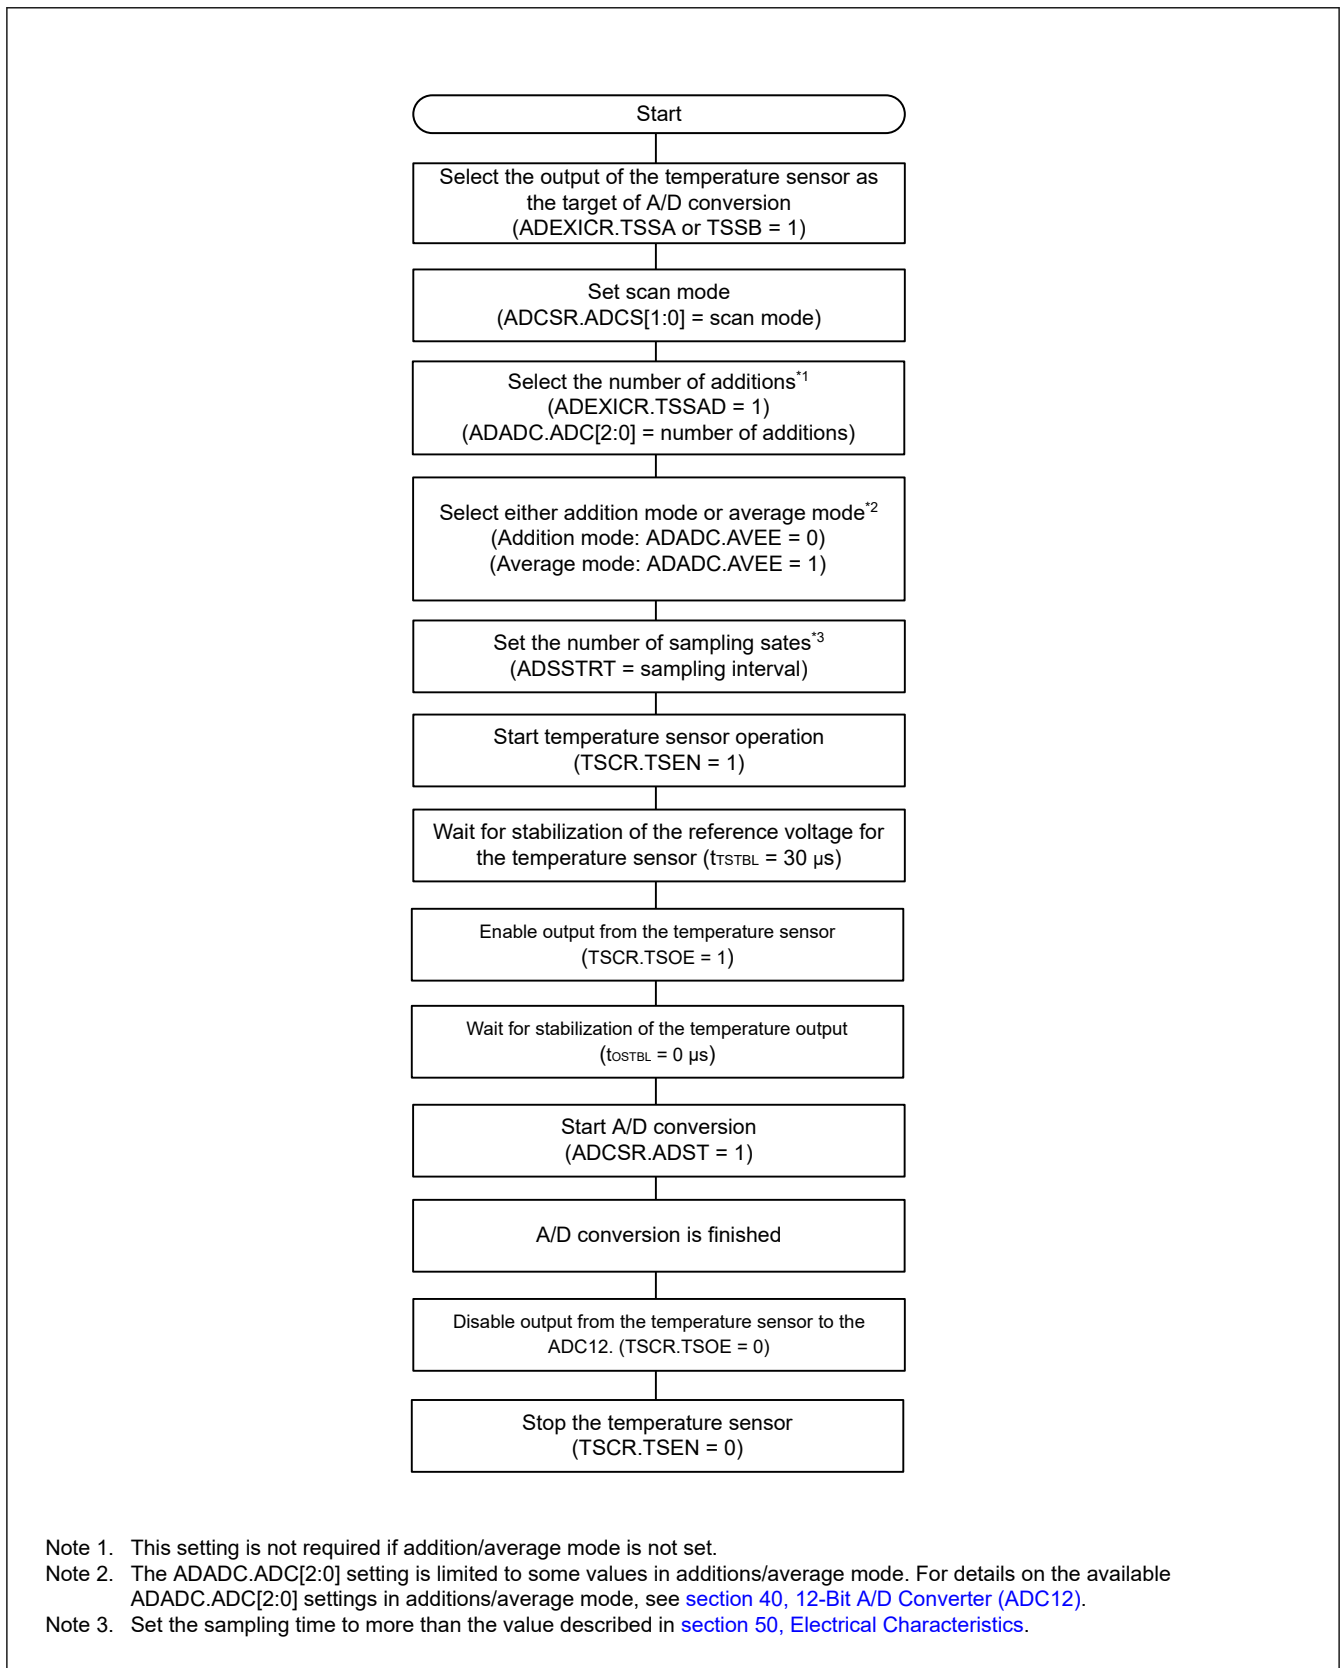 Start
Select the output of the temperature sensor as
the target of A/D conversion
(ADEXICR.TSSA or TSSB = 1)
Set scan mode
(ADCSR.ADCS[1:0] = scan mode)
Select the number of additions*1
(ADEXICR.TSSAD = 1)
(ADADC.ADC[2:0] = number of additions)
Select either addition mode or average mode*2
(Addition mode: ADADC.AVEE = 0)
(Average mode: ADADC.AVEE = 1)
Set the number of sampling sates*3
(ADSSTRT = sampling interval)
Start temperature sensor operation
(TSCR.TSEN = 1)
Wait for stabilization of the reference voltage for
the temperature sensor (tTSTBL = 30 μs)
Enable output from the temperature sensor
(TSCR.TSOE = 1)
Wait for stabilization of the temperature output
(tOSTBL = 0 μs)
Start A/D conversion
(ADCSR.ADST = 1)
A/D conversion is finished
Disable output from the temperature sensor to the
ADC12. (TSCR.TSOE = 0)
Stop the temperature sensor
(TSCR.TSEN = 0)
Note 1. This setting is not required if addition/average mode is not set.
Note 2. The ADADC.ADC[2:0] setting is limited to some values in additions/average mode. For details on the available
ADADC.ADC[2:0] settings in additions/average mode, see section 40, 12-Bit A/D Converter (ADC12).
Note 3. Set the sampling time to more than the value described in section 50, Electrical Characteristics.